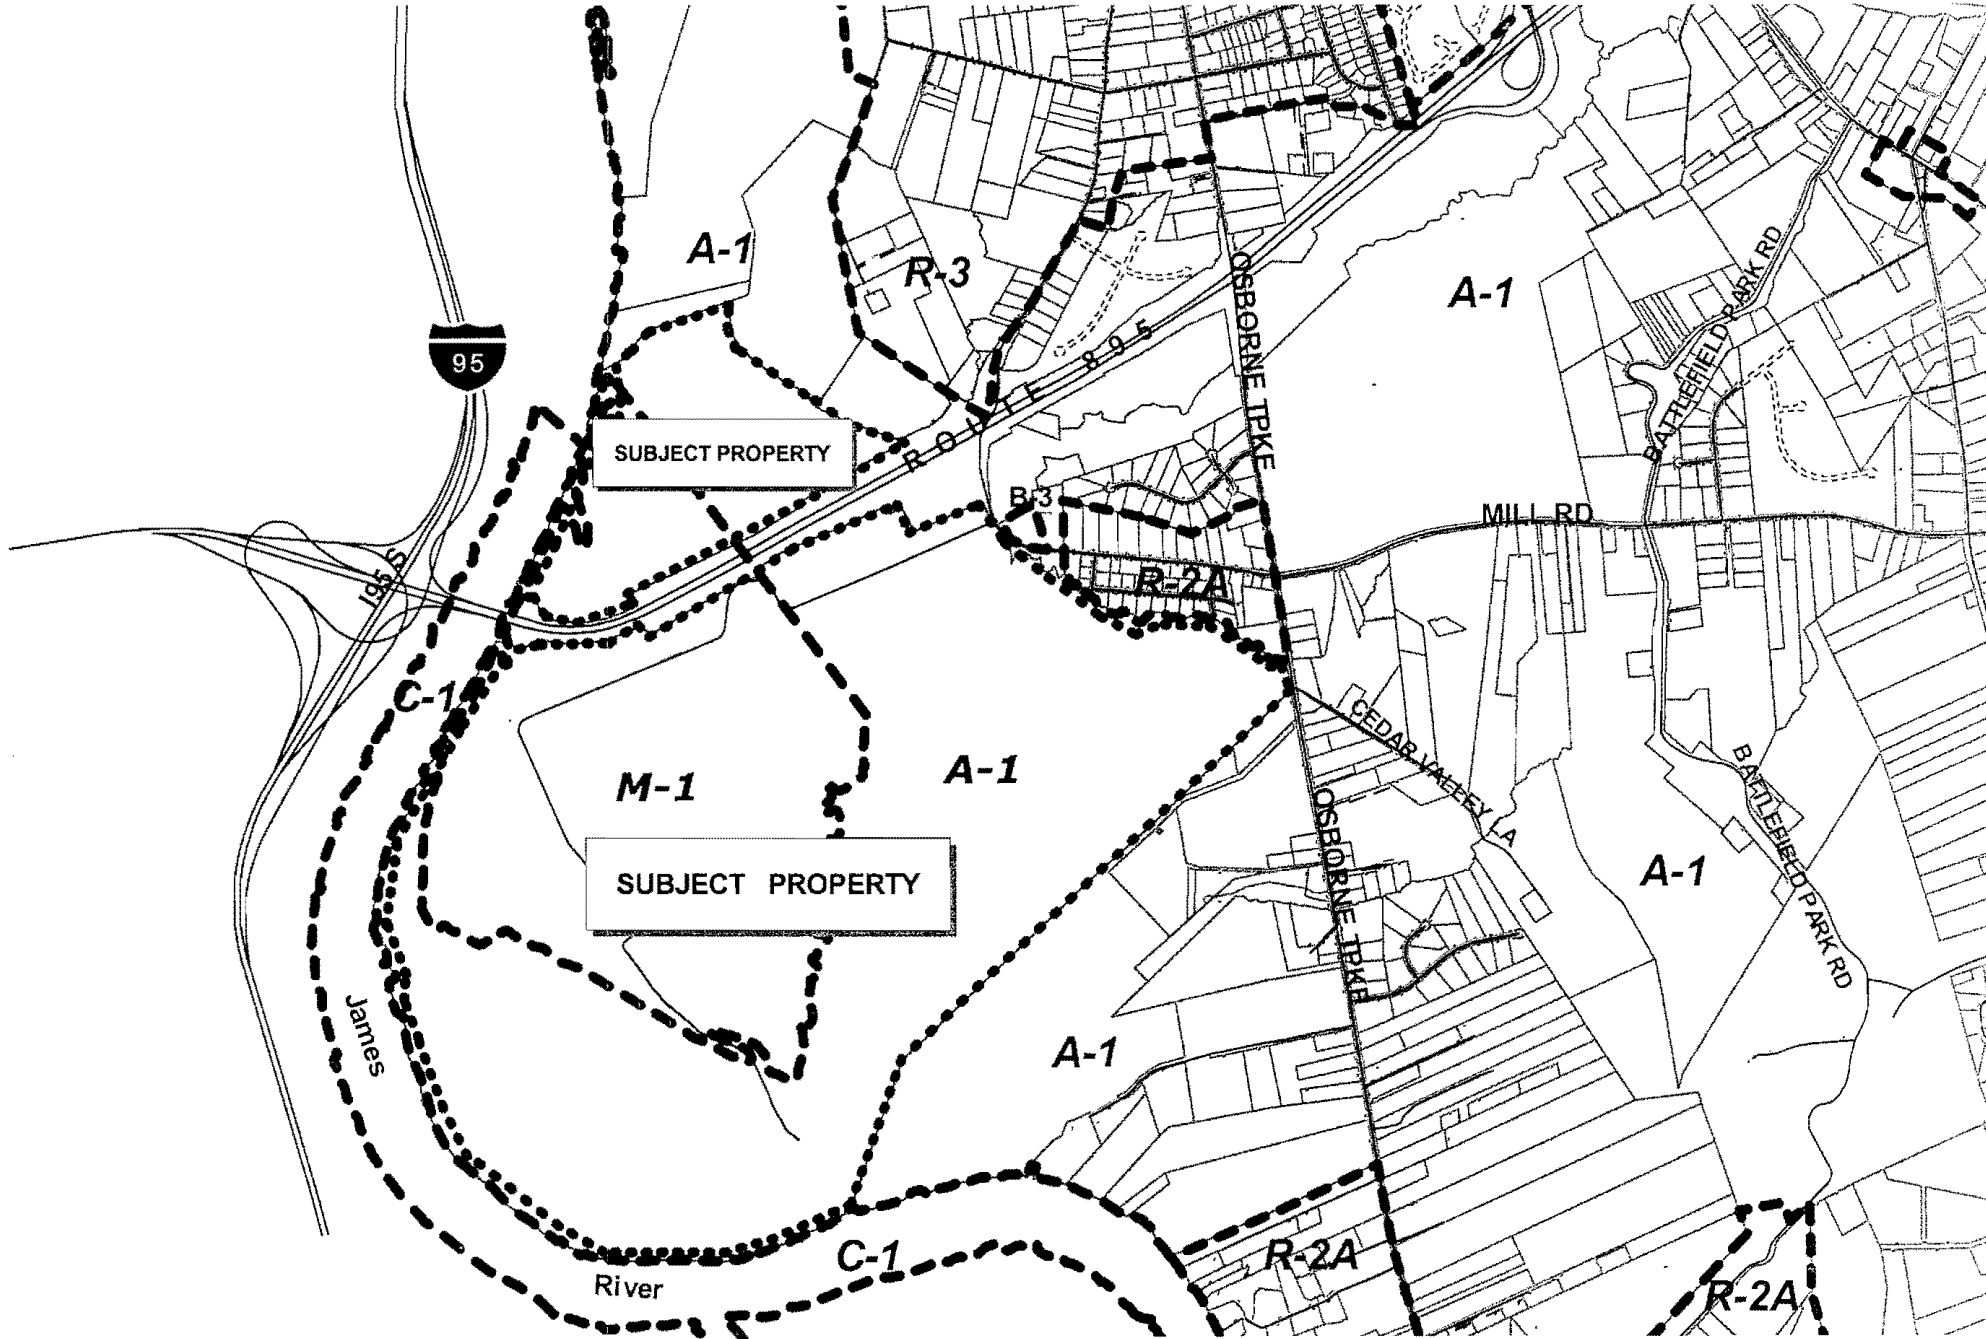 A-1
R-3
A-1
BATTLEFIELD PARK RD
OSBORNE TPKE
95
ROUTE 895
SUBJECT PROPERTY
B-3
MILL RD
I95 S
R-2A
C-1
CEDAR VALLEY LA
M-1
A-1
BATTLEFIELD PARK RD
OSBORNE TPKE
SUBJECT PROPERTY
A-1
James
A-1
C-1
R-2A
River
R-2A